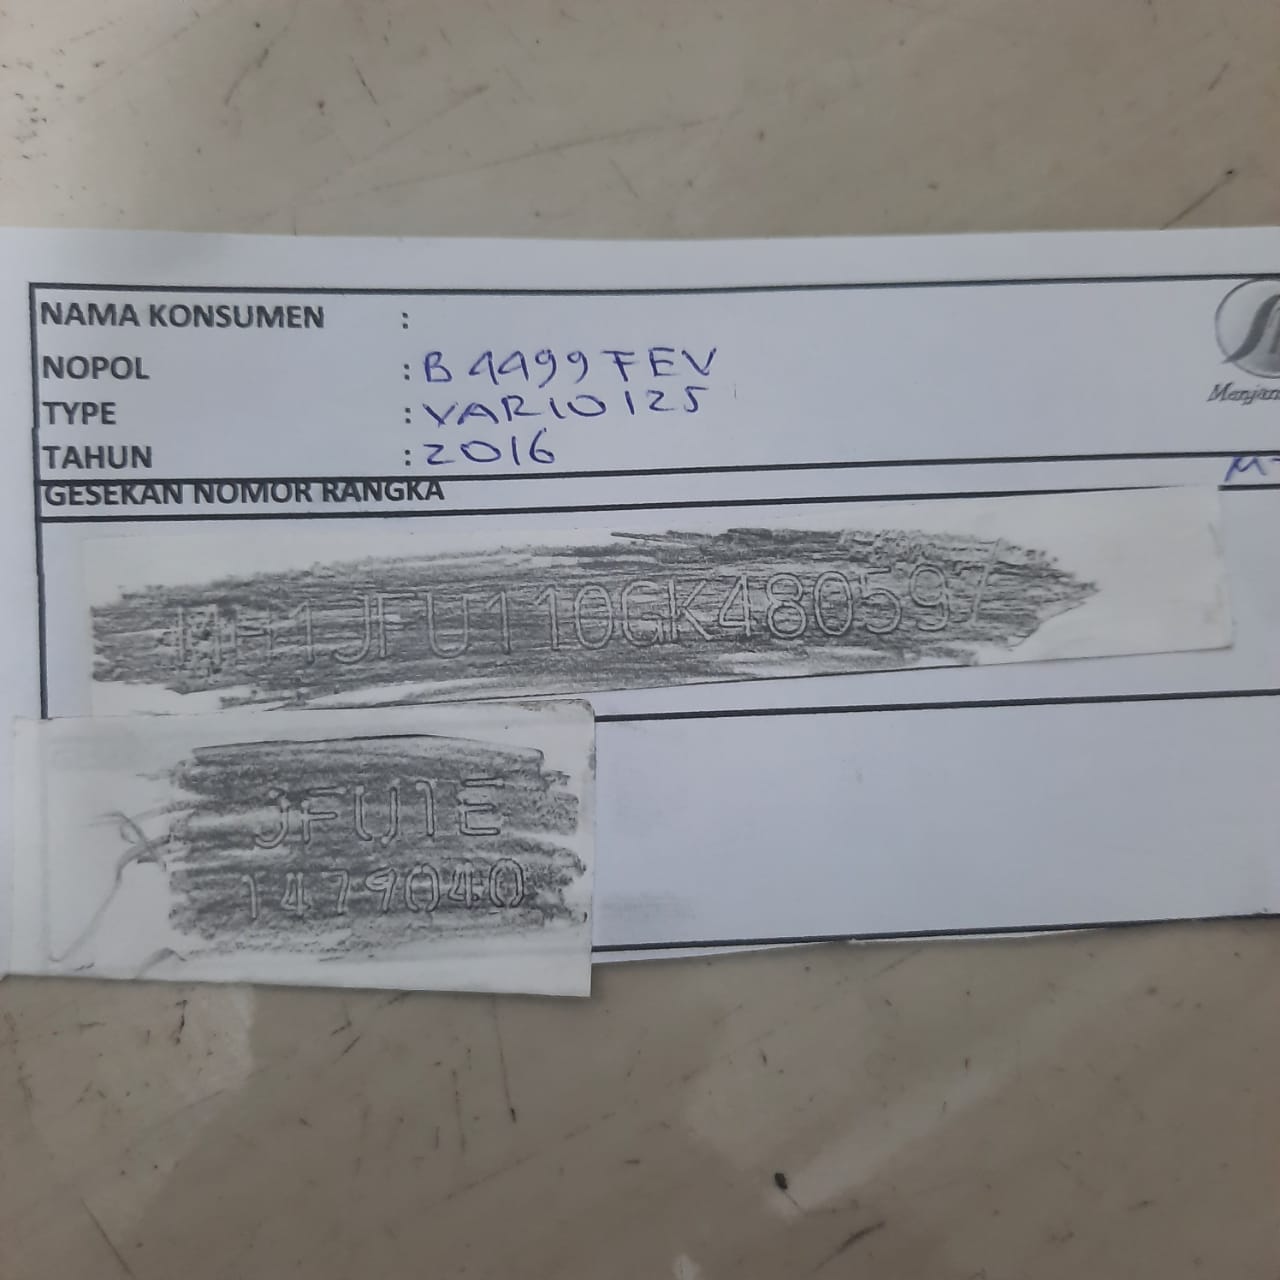 NAMA KONSUMEN :
NOPOL : B 4499 FEV
TYPE : VARIO 125
TAHUN : 2016
GESEKAN NOMOR RANGKA
MH1JFU110GK480597
JFU1E
1479040